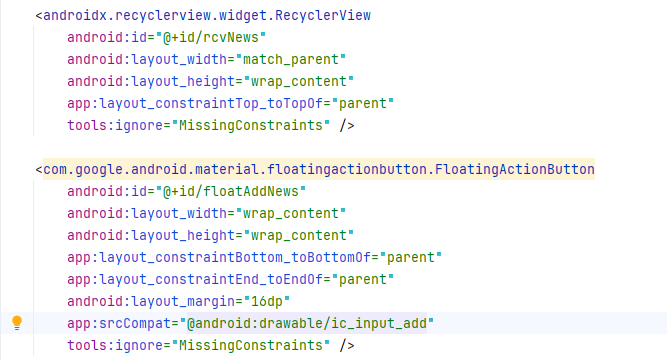 <androidx.recyclerview.widget.RecyclerView
android:id="@+id/rcvNews"
android:layout_width="match_parent"
android:layout_height="wrap_content"
app:layout_constraintTop_toTopOf="parent"
tools:ignore="MissingConstraints" />
<com.google.android.material.floatingactionbutton.FloatingActionButton
android:id="@+id/floatAddNews"
android:layout_width="wrap_content"
android:layout_height="wrap_content"
app:layout_constraintBottom_toBottomOf="parent"
app:layout_constraintEnd_toEndOf="parent"
android:layout_margin="16dp"
app:srcCompat="@android:drawable/ic_input_add"
tools:ignore="MissingConstraints" />